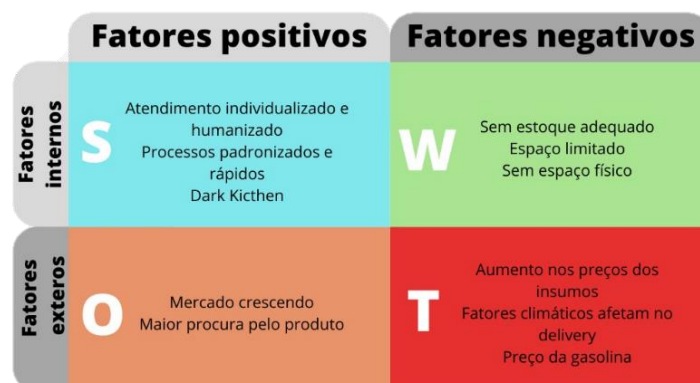 Fatores positivos
Fatores negativos
Fatores
internos
S
Atendimento individualizado e
humanizado
Processos padronizados e
rápidos
Dark Kicthen
W
Sem estoque adequado
Espaço limitado
Sem espaço físico
Fatores
exteros
O
Mercado crescendo
Maior procura pelo produto
T
Aumento nos preços dos
insumos
Fatores climáticos afetam no
delivery
Preço da gasolina